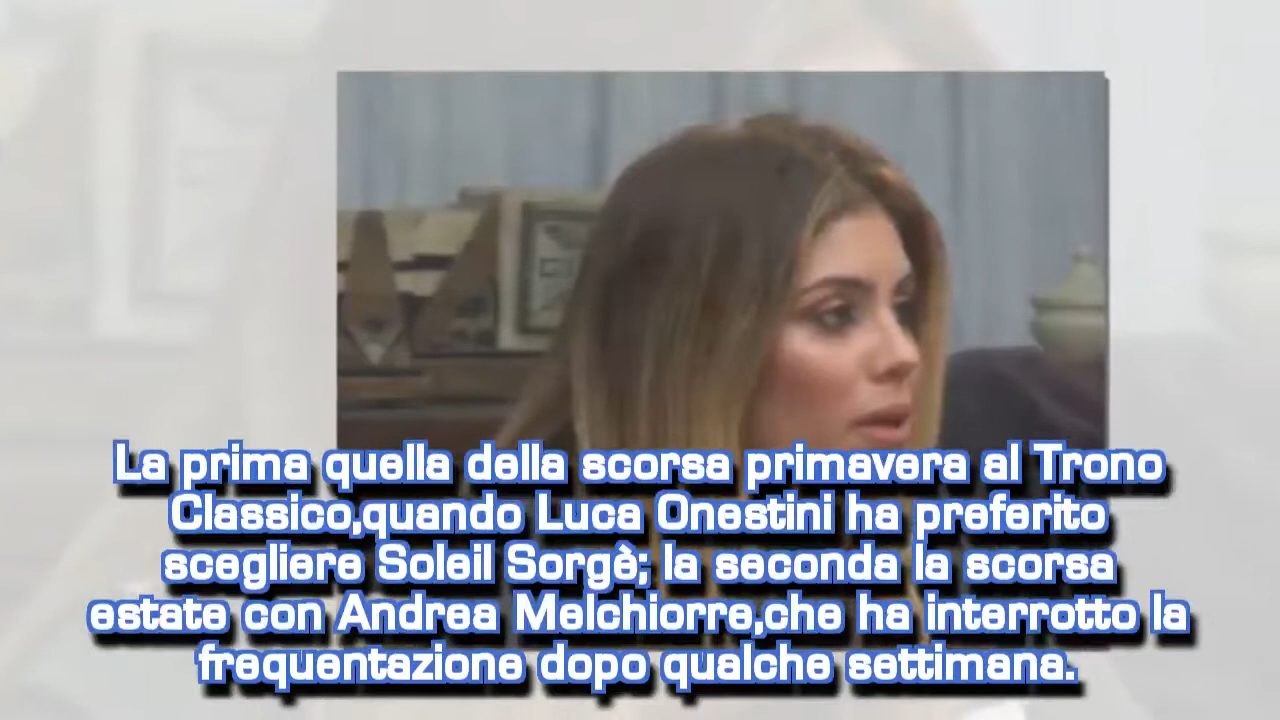 La prima quella della scorsa primavera al Trono
Classico,quando Luca Onestini ha preferito
scegliere Soleil Sorgè; la seconda la scorsa
estate con Andrea Melchiorre,che ha interrotto la
frequentazione dopo qualche settimana.